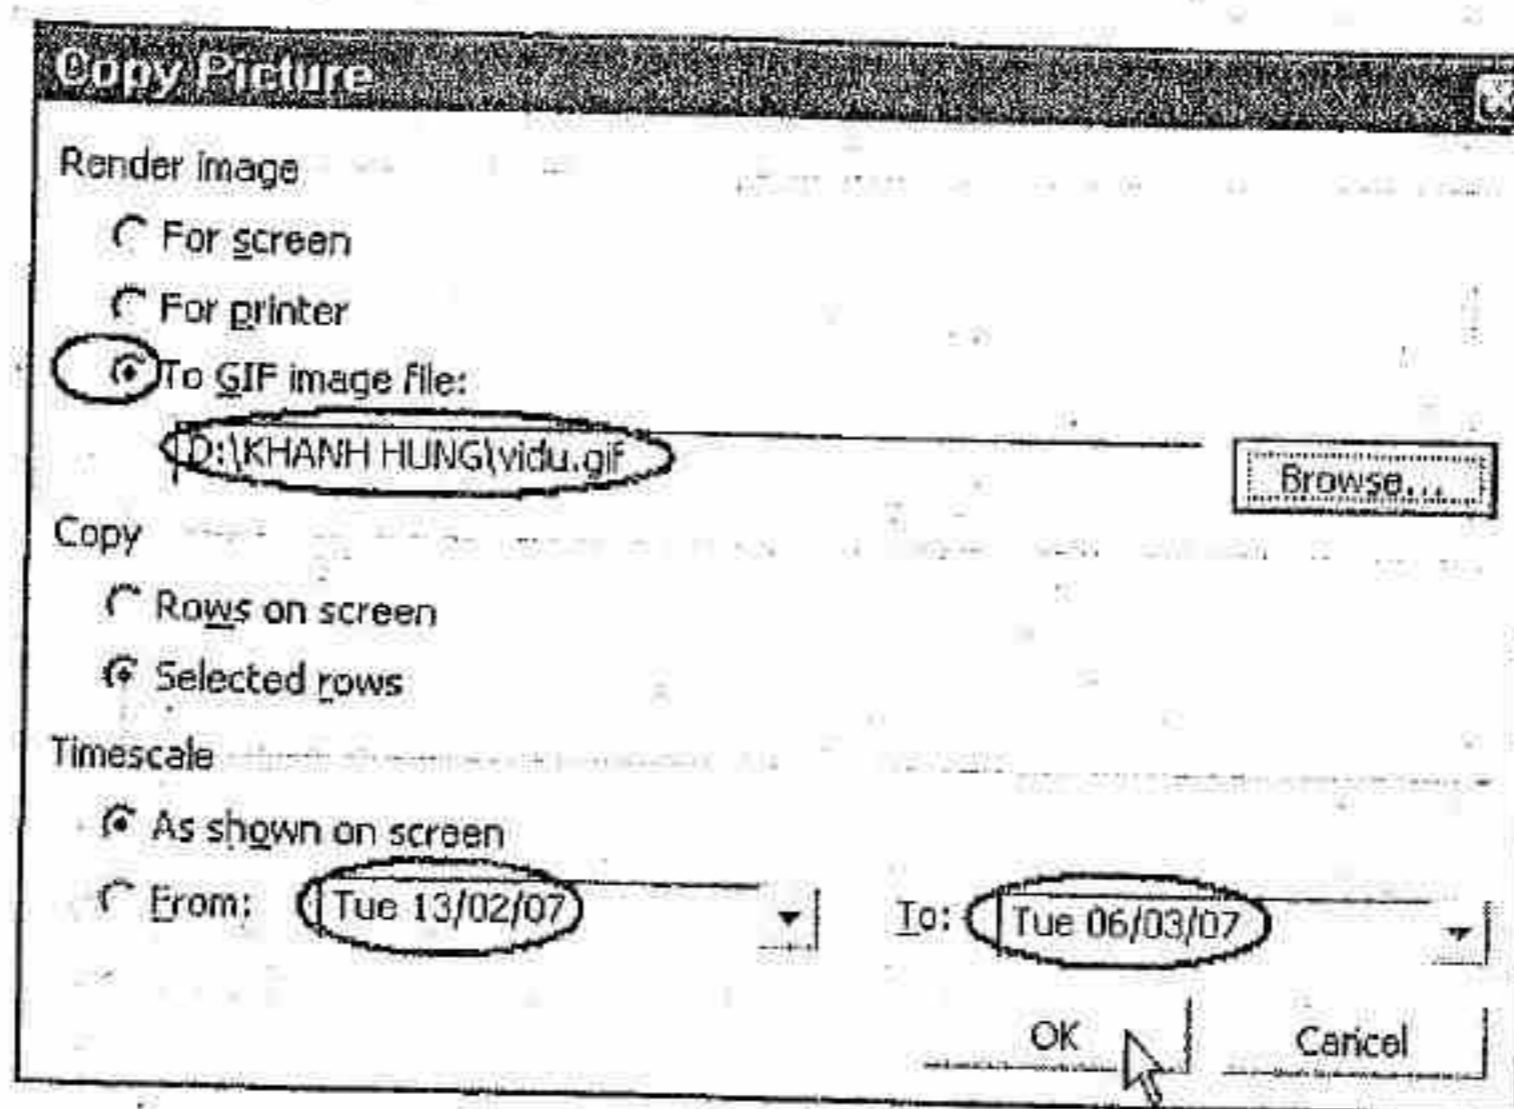 Copy Picture
Render image
For screen
For printer
To GIF image file:
D:\KHANH HUNG\vidu.gif
Browse...
Copy
Rows on screen
Selected rows
Timescale
As shown on screen
From: Tue 13/02/07 To: Tue 06/03/07
OK Cancel